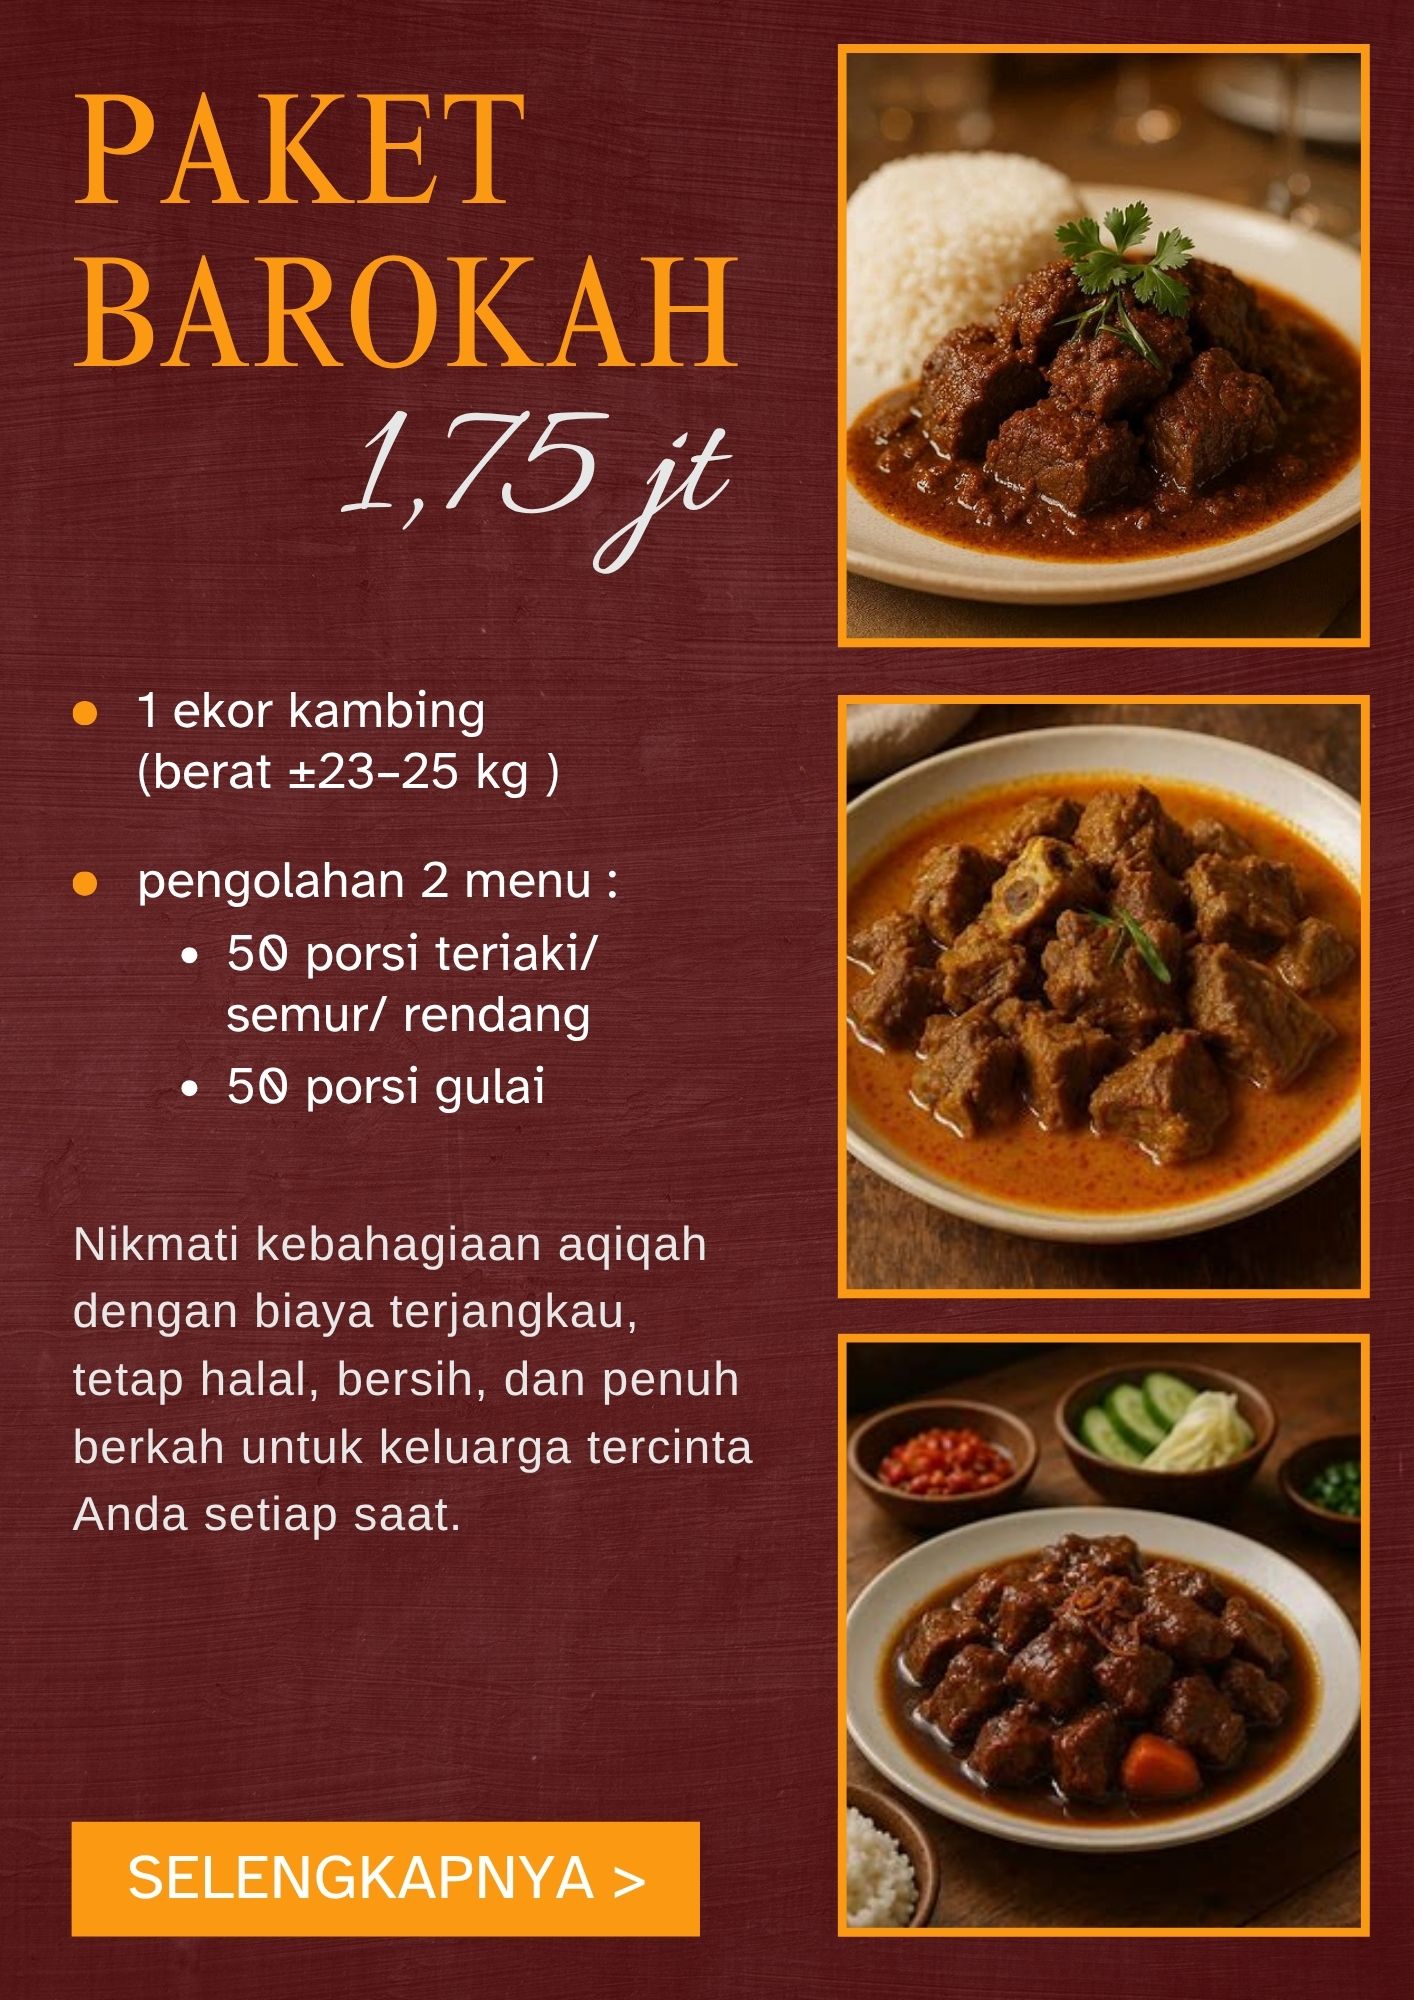 PAKET
BAROKAH
1,75 jt
1 ekor kambing
(berat ±23–25 kg )
pengolahan 2 menu :
50 porsi teriaki/
semur/ rendang
50 porsi gulai
Nikmati kebahagiaan aqiqah
dengan biaya terjangkau,
tetap halal, bersih, dan penuh
berkah untuk keluarga tercinta
Anda setiap saat.
SELENGKAPNYA >